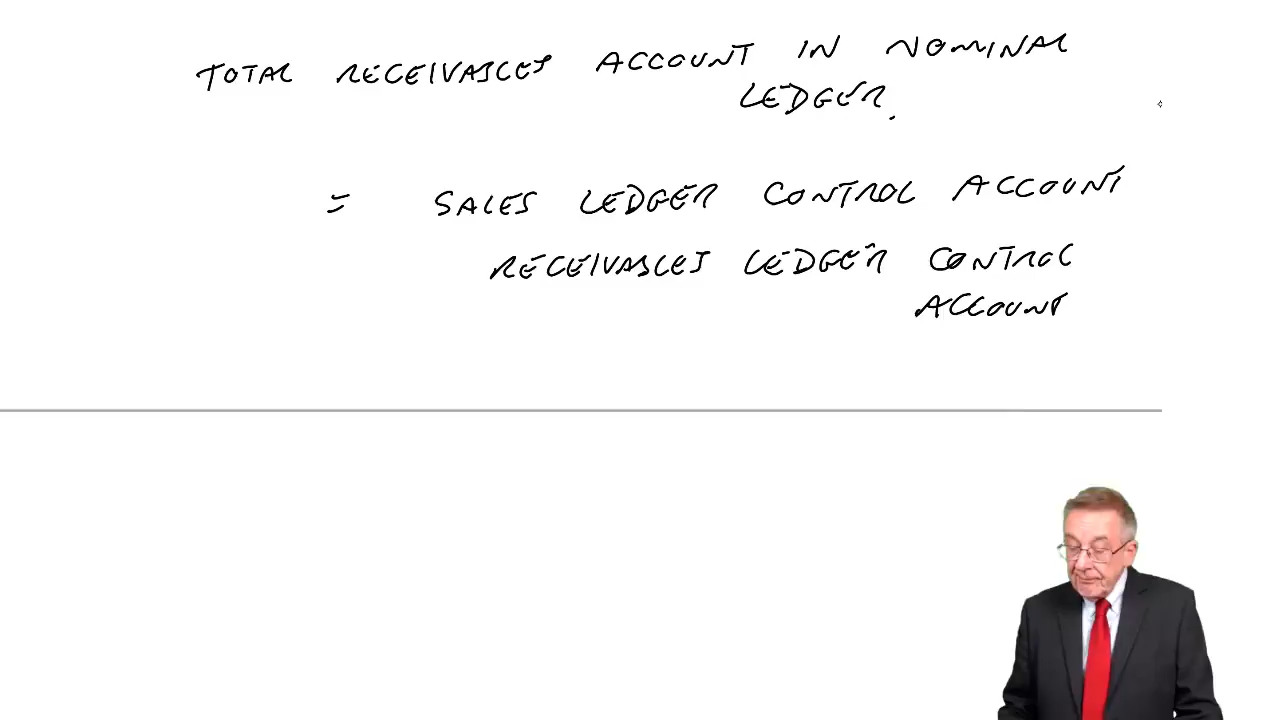 TOTAL RECEIVABLES ACCOUNT IN NOMINAL
LEDGER.
= SALES LEDGER CONTROL ACCOUNT
RECEIVABLES LEDGER CONTROL
ACCOUNT